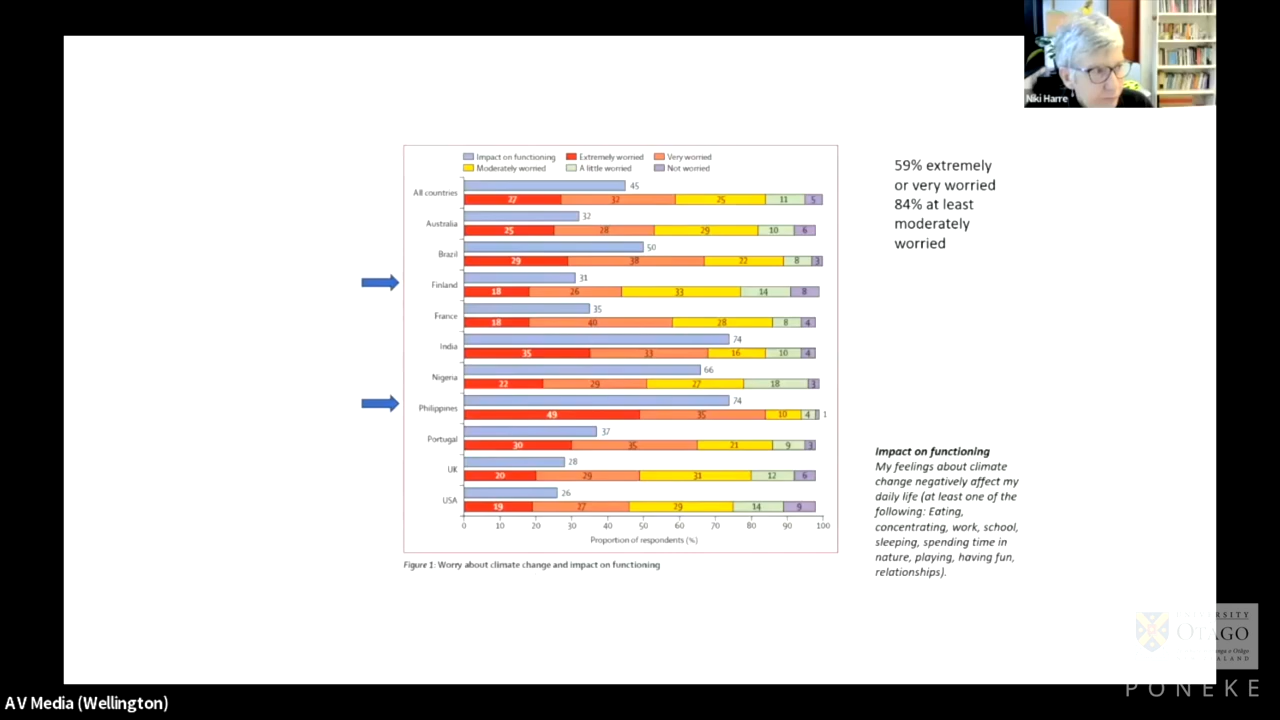 Niki Harre
Impact on functioning Extremely worried Very worried
Moderately worried A little worried Not worried
All countries
45
27 32 25 11 5
Australia
32
25 28 29 10 6
Brazil
50
29 38 22 8 3
Finland
31
18 26 33 14 8
France
35
18 40 28 8 4
India
74
35 33 16 10 4
Nigeria
66
22 29 27 18 3
Philippines
74
49 35 10 4 1
Portugal
37
30 35 21 9 3
UK
28
20 29 31 12 6
USA
26
19 27 29 14 9
0 10 20 30 40 50 60 70 80 90 100
Proportion of respondents (%)
Figure 1: Worry about climate change and impact on functioning
59% extremely
or very worried
84% at least
moderately
worried
Impact on functioning
My feelings about climate
change negatively affect my
daily life (at least one of the
following: Eating,
concentrating, work, school,
sleeping, spending time in
nature, playing, having fun,
relationships).
OTAGO
PONEKE
AV Media (Wellington)